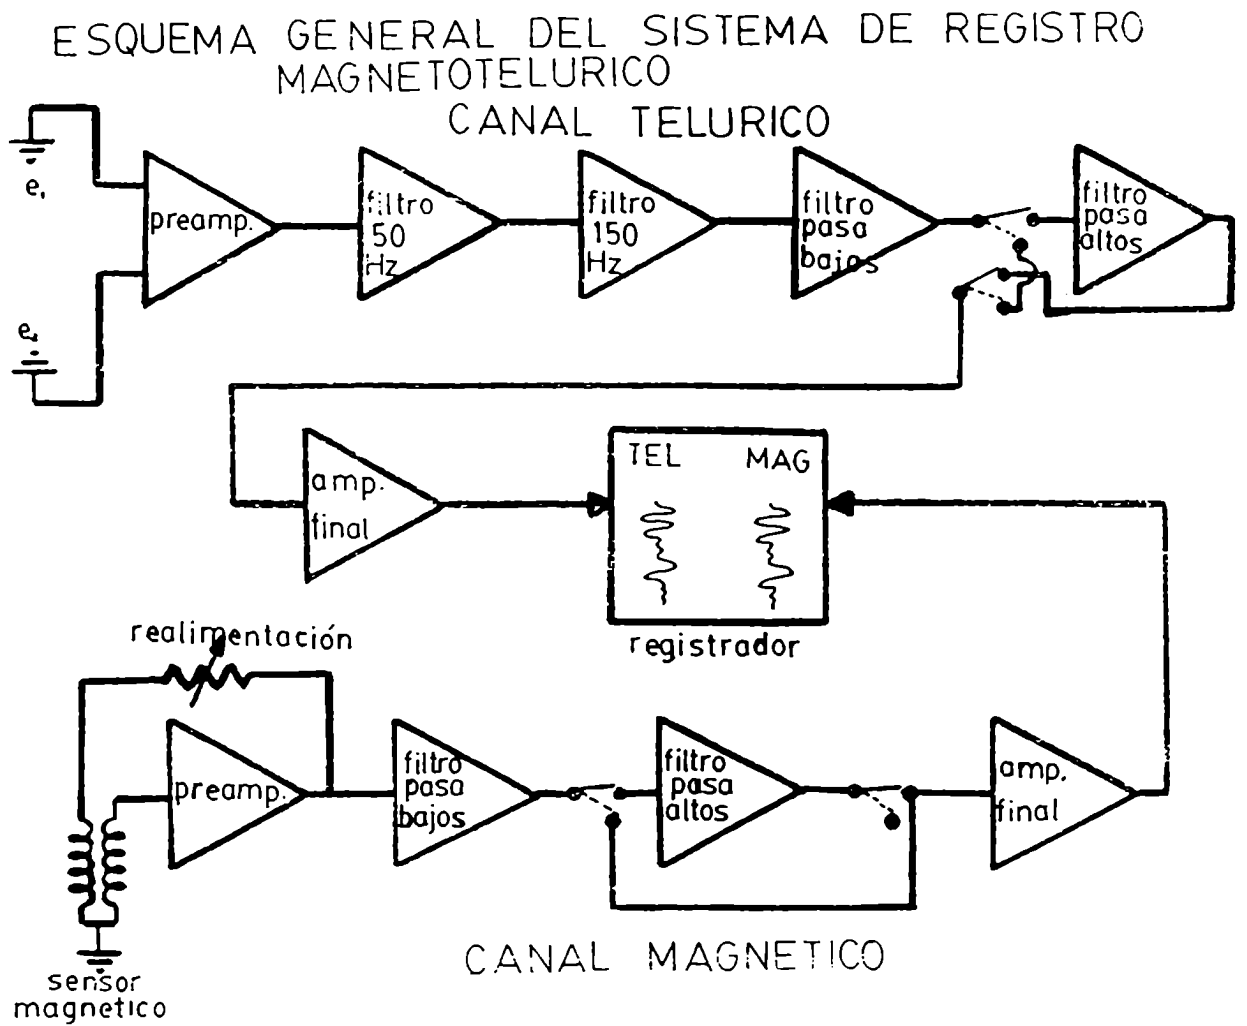 ESQUEMA GENERAL DEL SISTEMA DE REGISTRO
MAGNETOTELURICO
CANAL TELURICO
e.
preamp.
filtro
50
Hz
filtro
150
Hz
filtro
pasa
bajos
filtro
pasa
altos
e.
amp.
final
TEL MAG
registrador
realimentación
preamp.
filtro
pasa
bajos
filtro
pasa
altos
amp.
final
sensor
magnetico
CANAL MAGNETICO